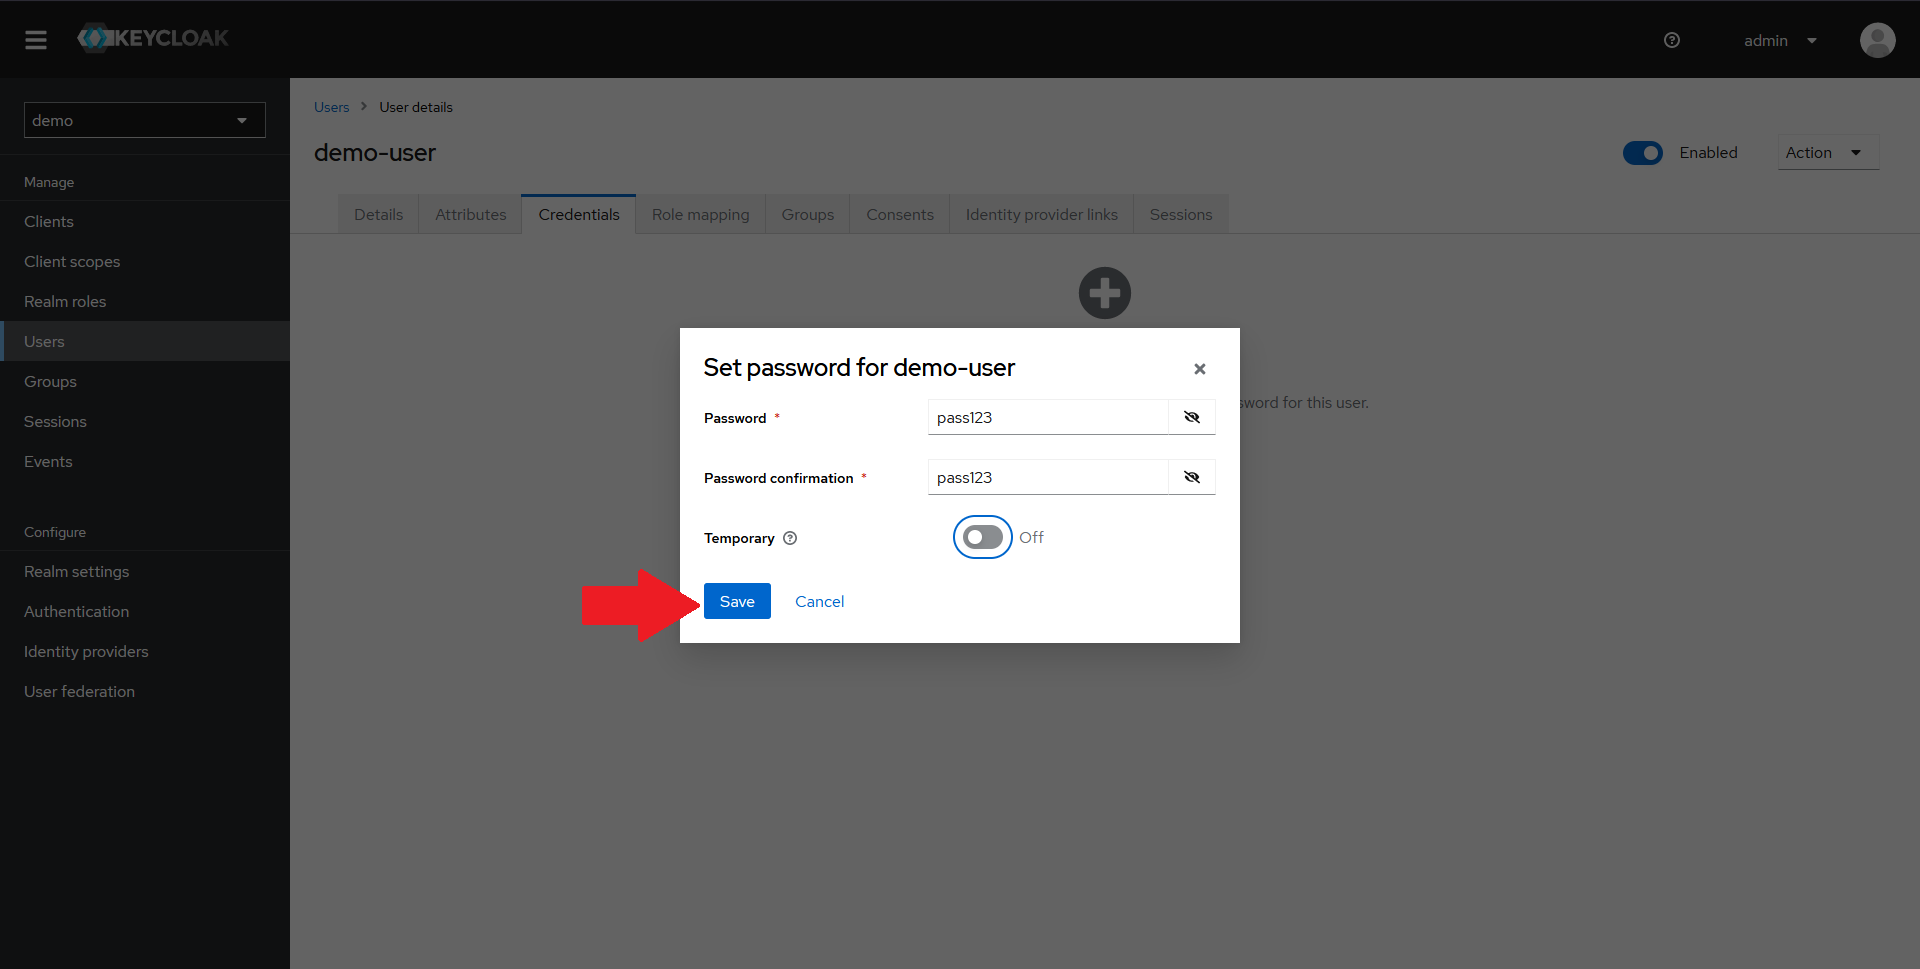 KEYCLOAK
admin
demo
Manage
Clients
Client scopes
Realm roles
Users
Groups
Sessions
Events
Configure
Realm settings
Authentication
Identity providers
User federation
Users > User details
demo-user
Enabled
Action
Details Attributes Credentials Role mapping Groups Consents Identity provider links Sessions
for this user.
Set password for demo-user
Password * pass123
Password confirmation * pass123
Temporary Off
Save Cancel